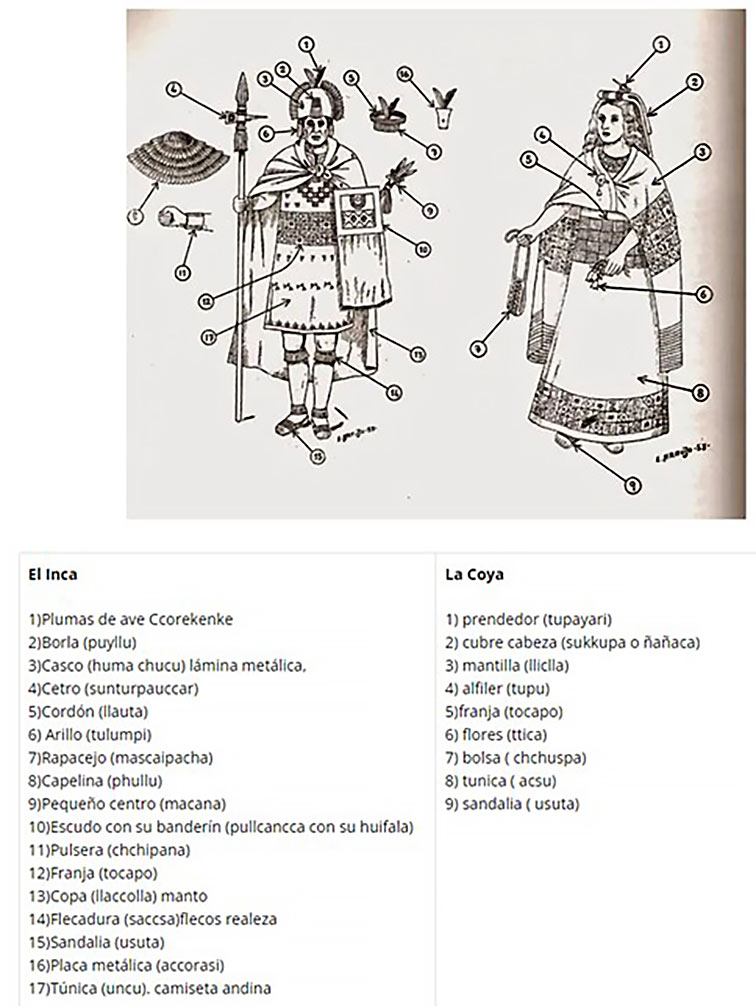 1
2
3
4
5
16
6
7
8
9
10
11
12
17
13
14
15
1
2
3
4
5
6
7
8
9
El Inca
1)Plumas de ave Ccorekenke
2)Borla (puyllu)
3)Casco (huma chucu) lámina metálica,
4)Cetro (sunturpauccar)
5)Cordón (llauta)
6) Arillo (tulumpi)
7)Rapacejo (mascaipacha)
8)Capelina (phullu)
9)Pequeño centro (macana)
10)Escudo con su banderín (pullcancca con su huifala)
11)Pulsera (chchipana)
12)Franja (tocapo)
13)Copa (llaccolla) manto
14)Flecadura (saccsa)flecos realeza
15)Sandalia (usuta)
16)Placa metálica (accorasi)
17)Túnica (uncu). camiseta andina
La Coya
1) prendedor (tupayari)
2) cubre cabeza (sukkupa o ñañaca)
3) mantilla (lliclla)
4) alfiler (tupu)
5)franja (tocapo)
6) flores (ttica)
7) bolsa ( chchuspa)
8) tunica ( acsu)
9) sandalia ( usuta)